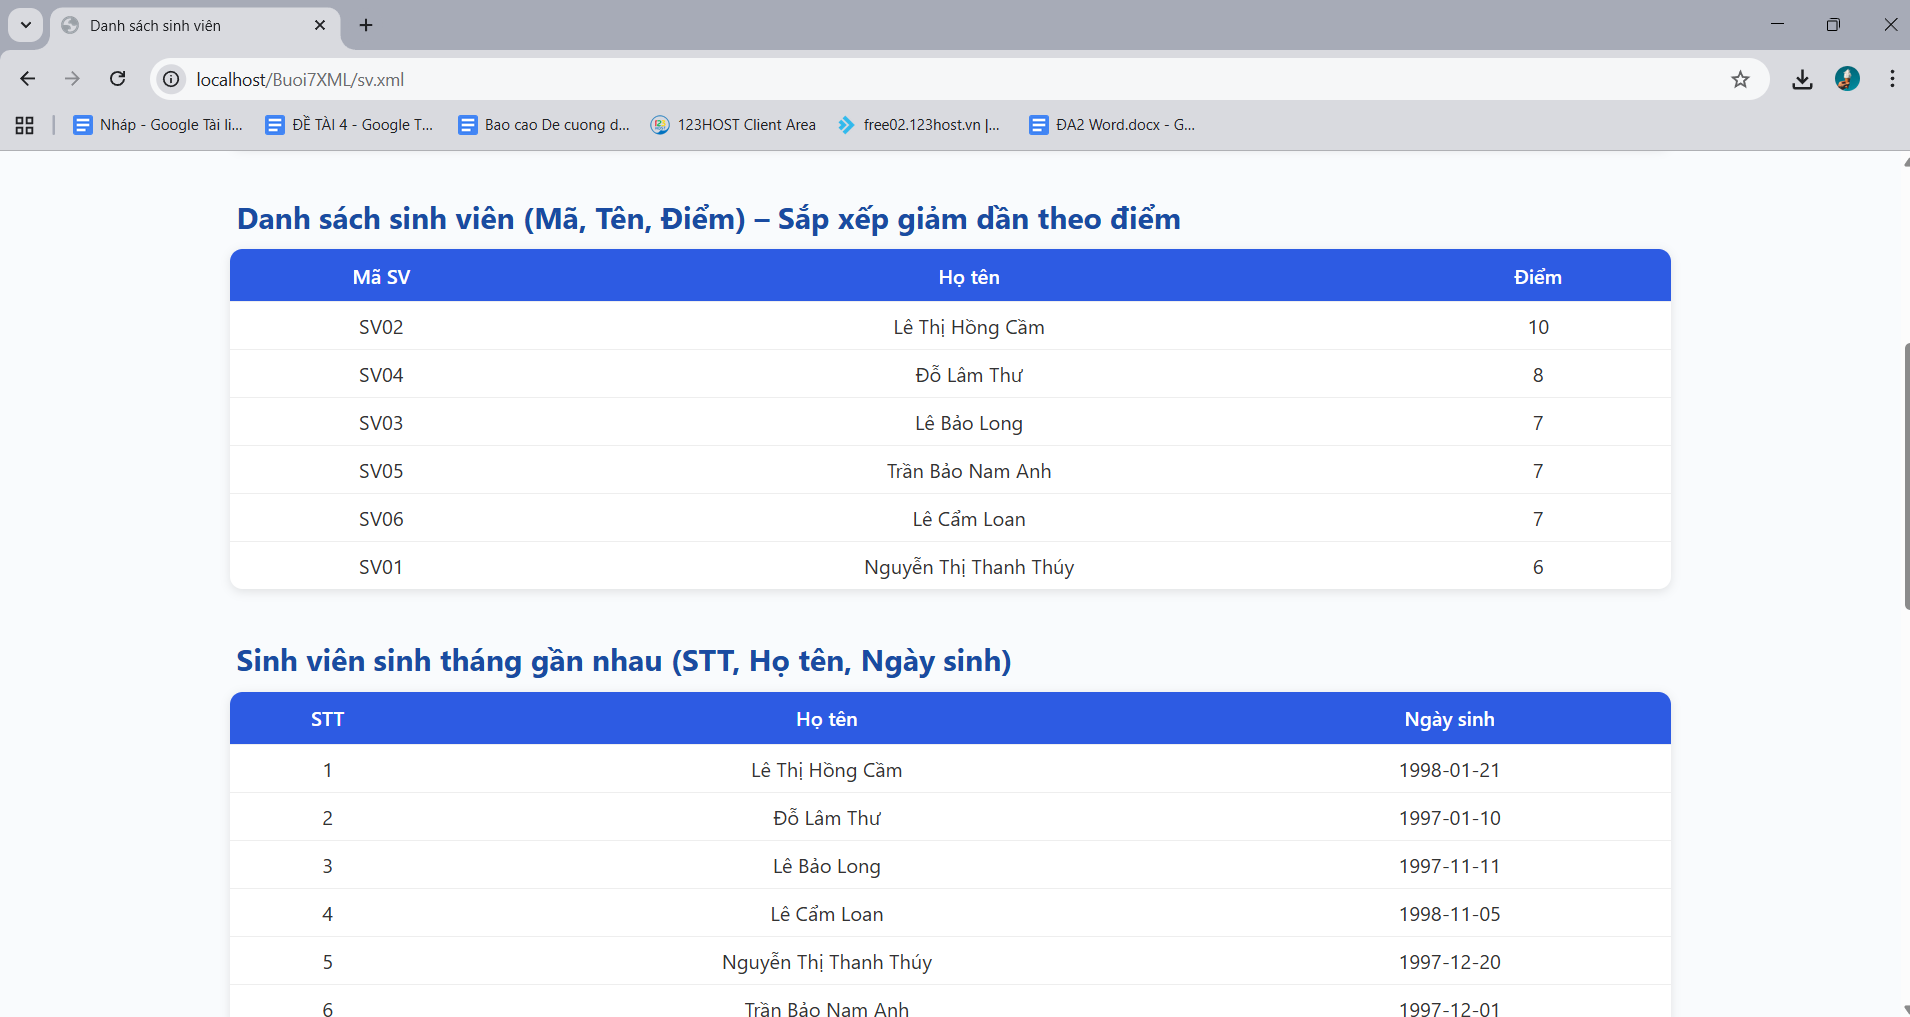 Danh sách sinh viên
localhost/Buoi7XML/sv.xml
Nháp - Google Tài li... ĐỀ TÀI 4 - Google T... Bao cao De cuong d... 123HOST Client Area free02.123host.vn |... ĐA2 Word.docx - G...
Danh sách sinh viên (Mã, Tên, Điểm) – Sắp xếp giảm dần theo điểm
Mã SV Họ tên Điểm
SV02 Lê Thị Hồng Cầm 10
SV04 Đỗ Lâm Thư 8
SV03 Lê Bảo Long 7
SV05 Trần Bảo Nam Anh 7
SV06 Lê Cẩm Loan 7
SV01 Nguyễn Thị Thanh Thúy 6
Sinh viên sinh tháng gần nhau (STT, Họ tên, Ngày sinh)
STT Họ tên Ngày sinh
1 Lê Thị Hồng Cầm 1998-01-21
2 Đỗ Lâm Thư 1997-01-10
3 Lê Bảo Long 1997-11-11
4 Lê Cẩm Loan 1998-11-05
5 Nguyễn Thị Thanh Thúy 1997-12-20
6 Trần Bảo Nam Anh 1997-12-01